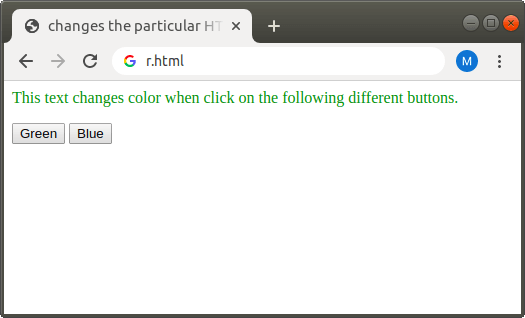 changes the particular HT
r.html
M
This text changes color when click on the following different buttons.
Green Blue